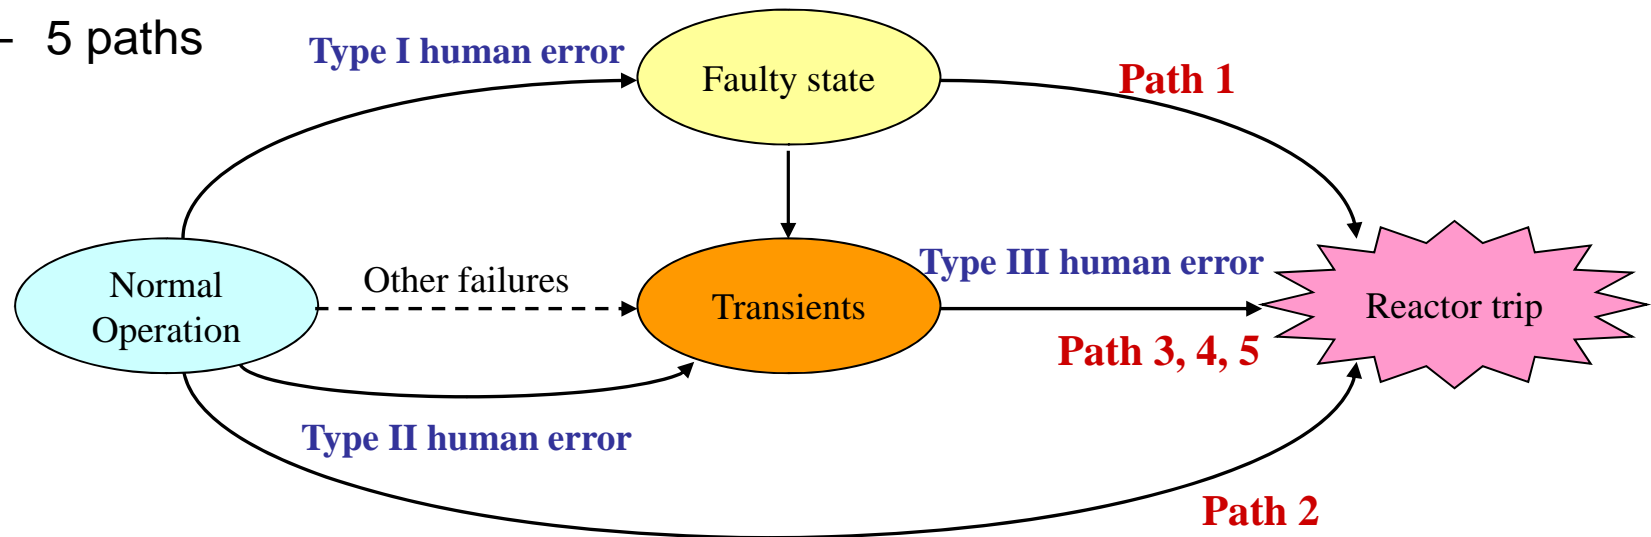 – 5 paths
Type I human error
Faulty state
Path 1
Normal
Operation
Other failures
Transients
Type III human error
Reactor trip
Path 3, 4, 5
Type II human error
Path 2